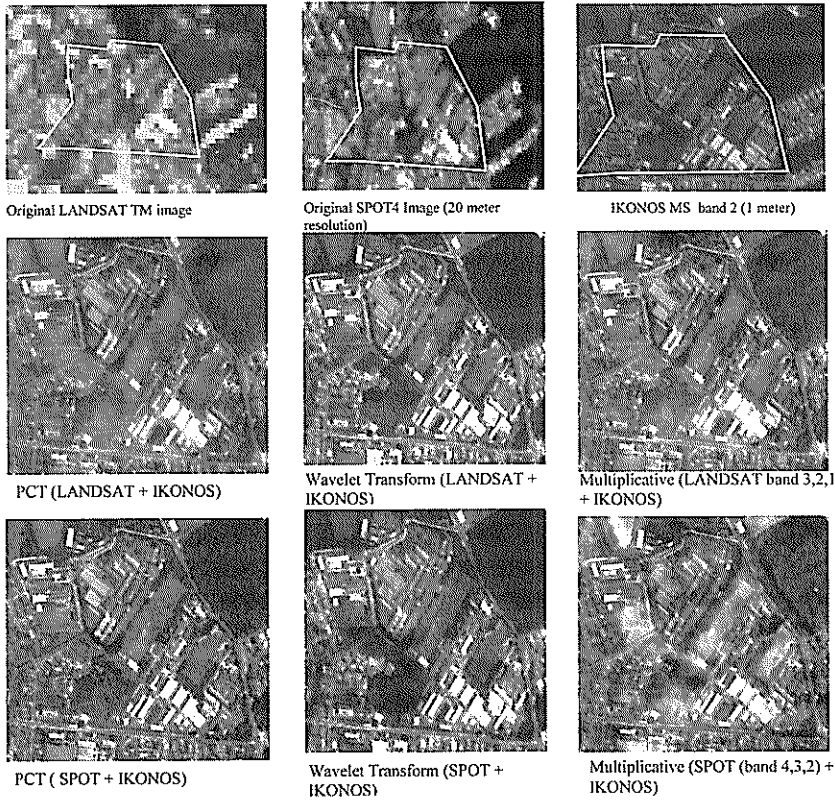 Original LANDSAT TM image
Original SPOT4 Image (20 meter
resolution)
IKONOS MS band 2 (1 meter)
PCT (LANDSAT + IKONOS)
Wavelet Transform (LANDSAT +
IKONOS)
Multiplicative (LANDSAT band 3,2,1
+ IKONOS)
PCT ( SPOT + IKONOS)
Wavelet Transform (SPOT +
IKONOS)
Multiplicative (SPOT (band 4,3,2) +
IKONOS)